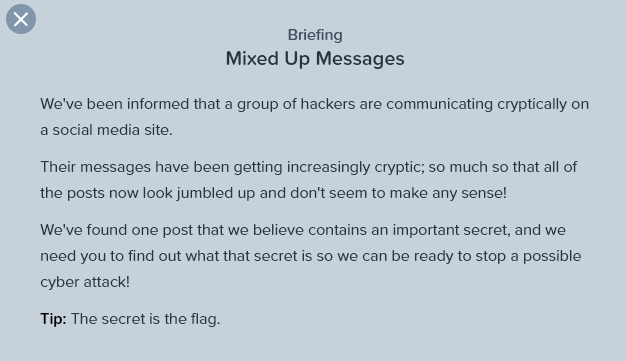 Briefing
Mixed Up Messages
We've been informed that a group of hackers are communicating cryptically on
a social media site.
Their messages have been getting increasingly cryptic; so much so that all of
the posts now look jumbled up and don't seem to make any sense!
We've found one post that we believe contains an important secret, and we
need you to find out what that secret is so we can be ready to stop a possible
cyber attack!
Tip: The secret is the flag.